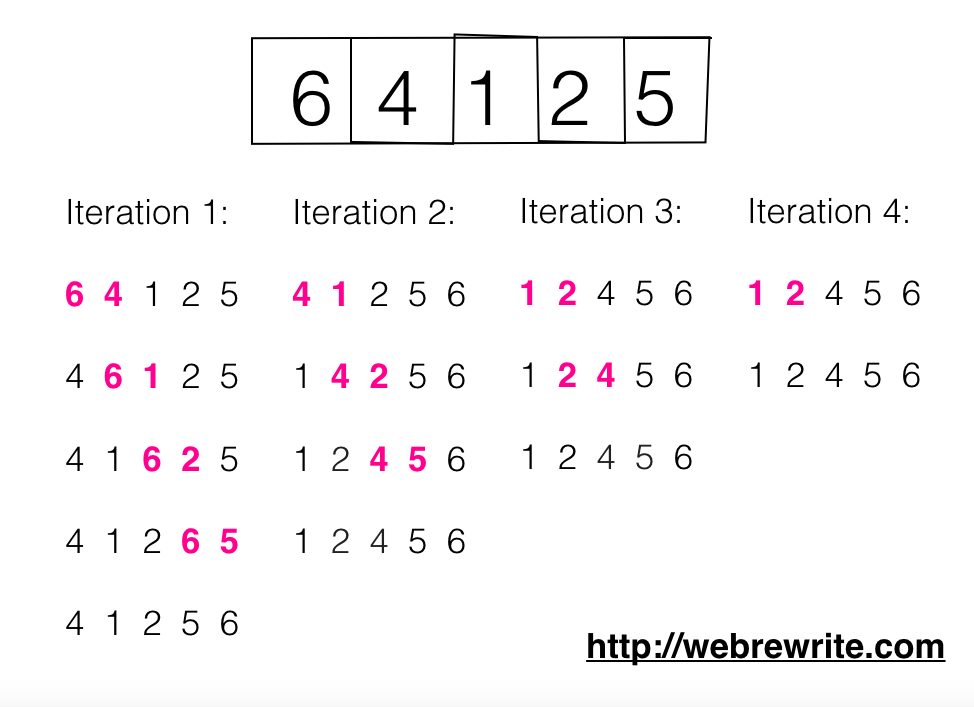 6 4 1 2 5
Iteration 1: Iteration 2: Iteration 3: Iteration 4:
6 4 1 2 5 4 1 2 5 6 1 2 4 5 6 1 2 4 5 6
4 6 1 2 5 1 4 2 5 6 1 2 4 5 6 1 2 4 5 6
4 1 6 2 5 1 2 4 5 6 1 2 4 5 6
4 1 2 6 5 1 2 4 5 6
4 1 2 5 6
http://webrewrite.com